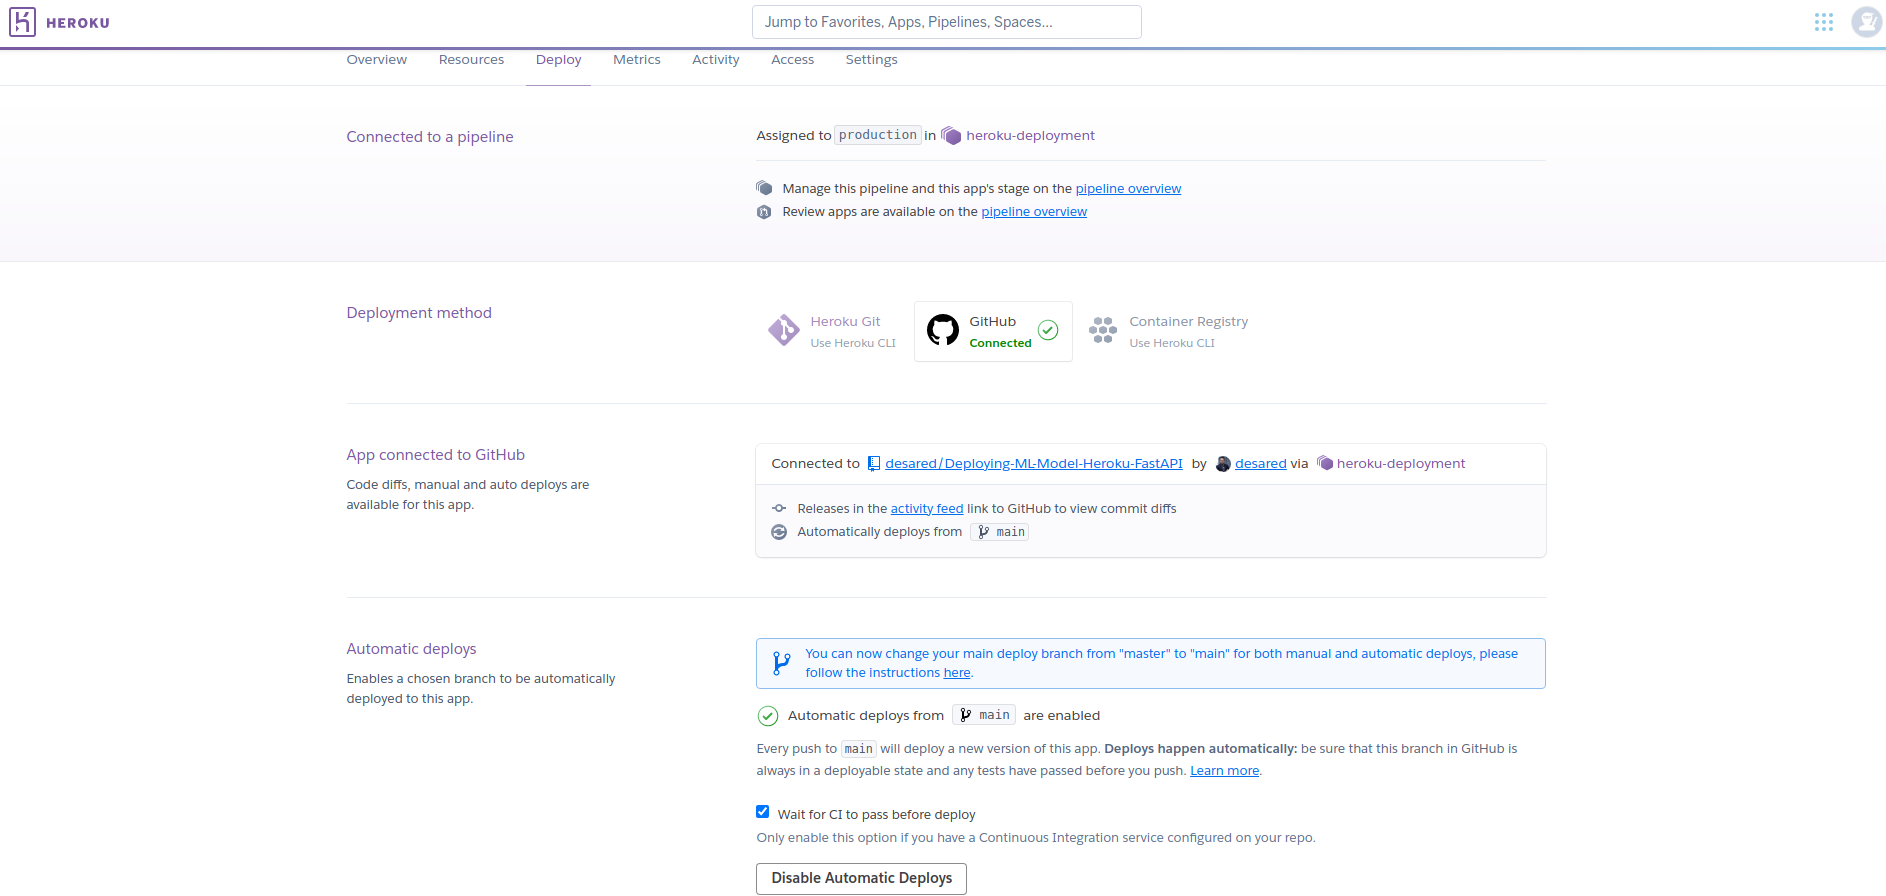 HEROKU
Jump to Favorites, Apps, Pipelines, Spaces...
Overview Resources Deploy Metrics Activity Access Settings
Connected to a pipeline
Assigned to production in heroku-deployment
Manage this pipeline and this app's stage on the pipeline overview
Review apps are available on the pipeline overview
Deployment method
Heroku Git
Use Heroku CLI
GitHub
Connected
Container Registry
Use Heroku CLI
App connected to GitHub
Code diffs, manual and auto deploys are
available for this app.
Connected to desared/Deploying-ML-Model-Heroku-FastAPI by desared via heroku-deployment
Releases in the activity feed link to GitHub to view commit diffs
Automatically deploys from main
Automatic deploys
Enables a chosen branch to be automatically
deployed to this app.
You can now change your main deploy branch from "master" to "main" for both manual and automatic deploys, please
follow the instructions here.
Automatic deploys from main are enabled
Every push to main will deploy a new version of this app. Deploys happen automatically: be sure that this branch in GitHub is
always in a deployable state and any tests have passed before you push. Learn more.
Wait for CI to pass before deploy
Only enable this option if you have a Continuous Integration service configured on your repo.
Disable Automatic Deploys